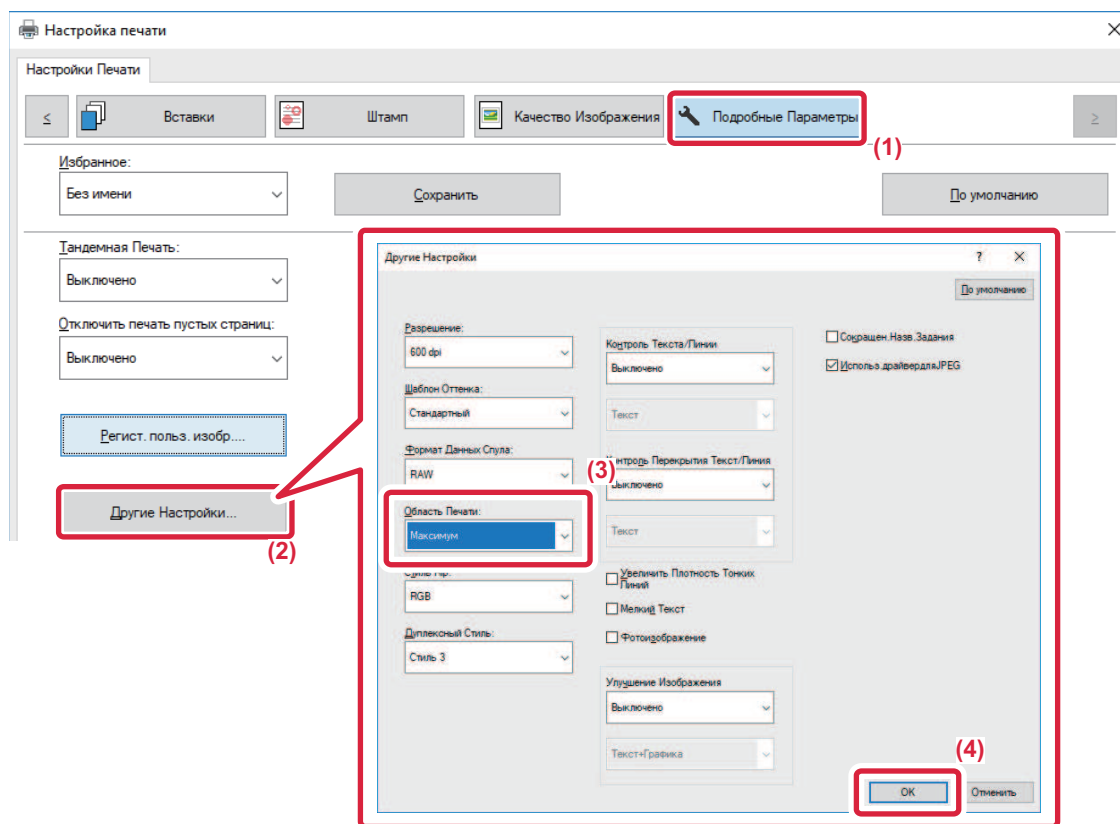 Настройка печати
Настройки Печати
<
Вставки
Штамп
Качество Изображения
Подробные Параметры
>
(1)
Избранное:
Без имени
Сохранить
По умолчанию
Тандемная Печать:
Выключено
Отключить печать пустых страниц:
Выключено
Регист. польз. изобр....
Другие Настройки...
(2)
Другие Настройки
?
По умолчанию
Разрешение:
600 dpi
Шаблон Оттенка:
Стандартный
Формат Данных Спула:
RAW
(3)
Область Печати:
Максимум
RGB
Дуплексный Стиль:
Стиль 3
Контроль Текста/Линии
Выключено
Текст
Контроль Перекрытия Текст/Линия
Выключено
Текст
Увеличить Плотность Тонких
Линий
Мелкий Текст
Фотоизображение
Улучшение Изображения
Выключено
Текст+Графика
Сокращен.Назв.Задания
Использ.драйвердляJPEG
(4)
OK
Отменить